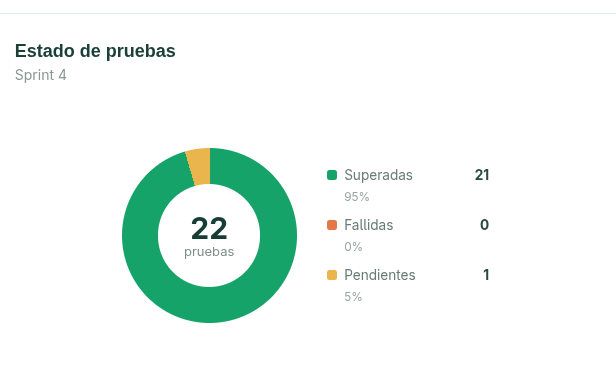 Estado de pruebas
Sprint 4
22
pruebas
Superadas 21
95%
Fallidas 0
0%
Pendientes 1
5%